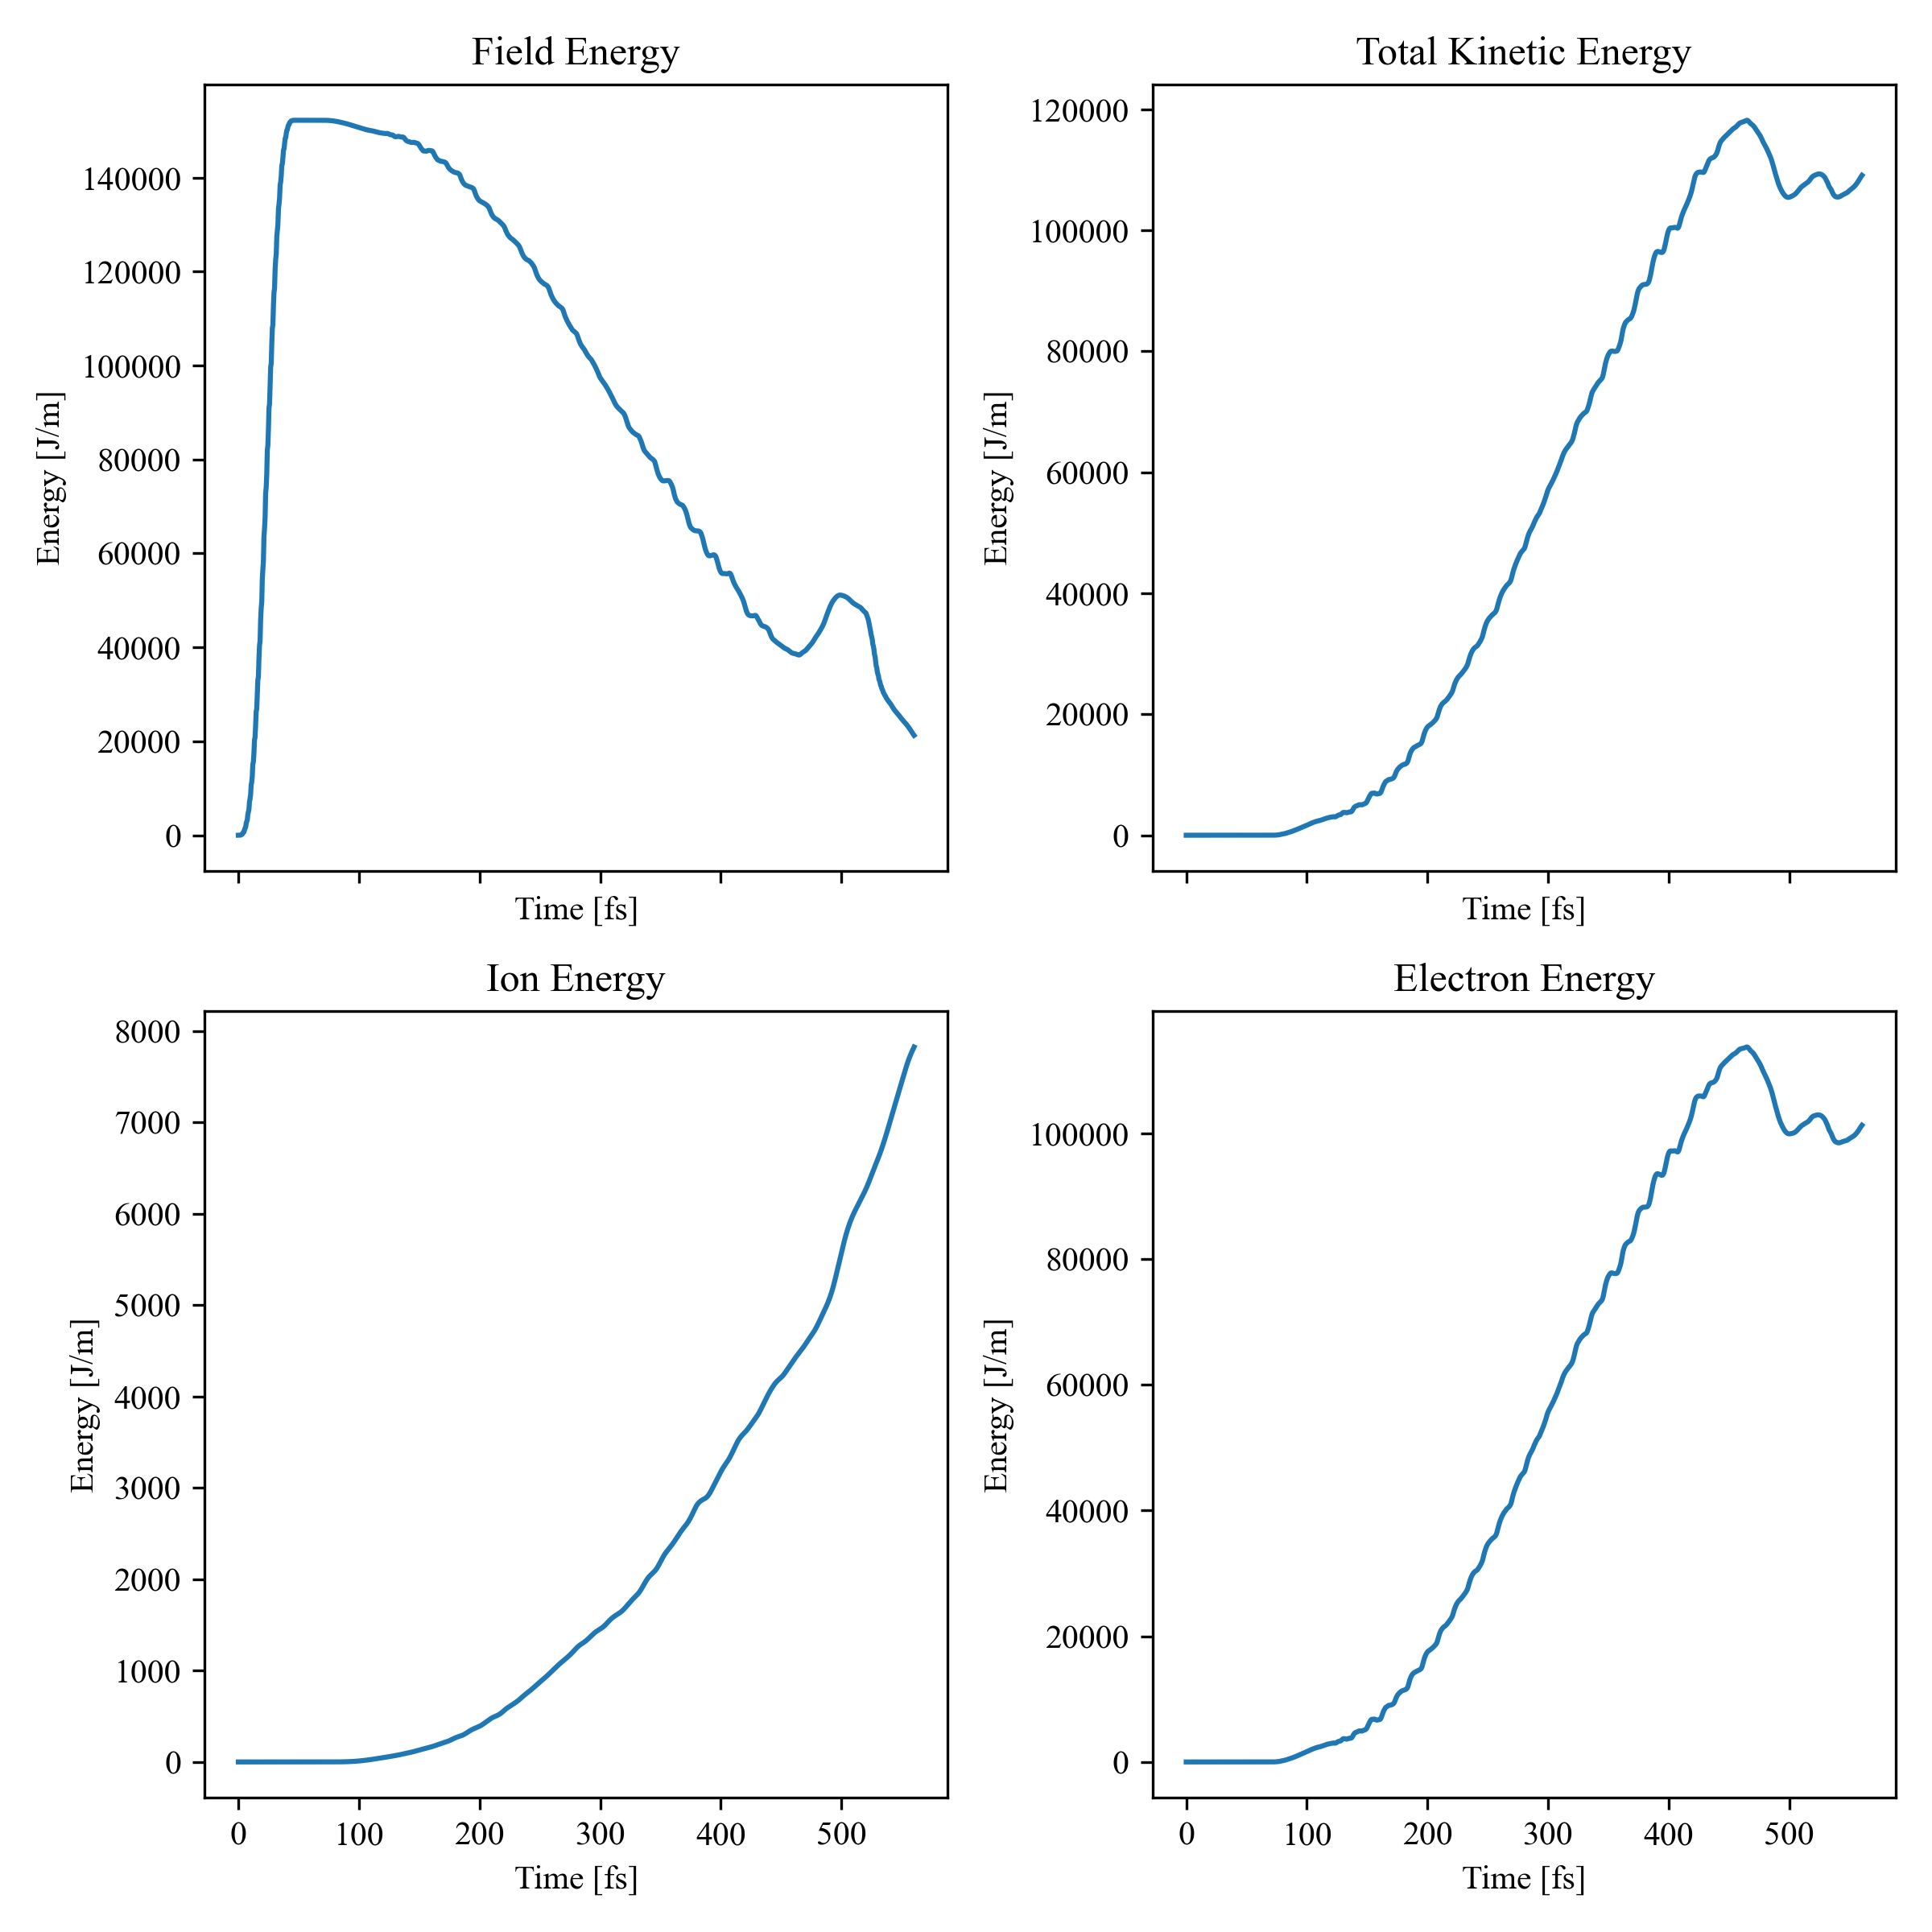 Field Energy
Energy [J/m]
140000
120000
100000
80000
60000
40000
20000
0
Time [fs]
Total Kinetic Energy
Energy [J/m]
120000
100000
80000
60000
40000
20000
0
Time [fs]
Ion Energy
Energy [J/m]
8000
7000
6000
5000
4000
3000
2000
1000
0
0 100 200 300 400 500
Time [fs]
Electron Energy
Energy [J/m]
100000
80000
60000
40000
20000
0
0 100 200 300 400 500
Time [fs]